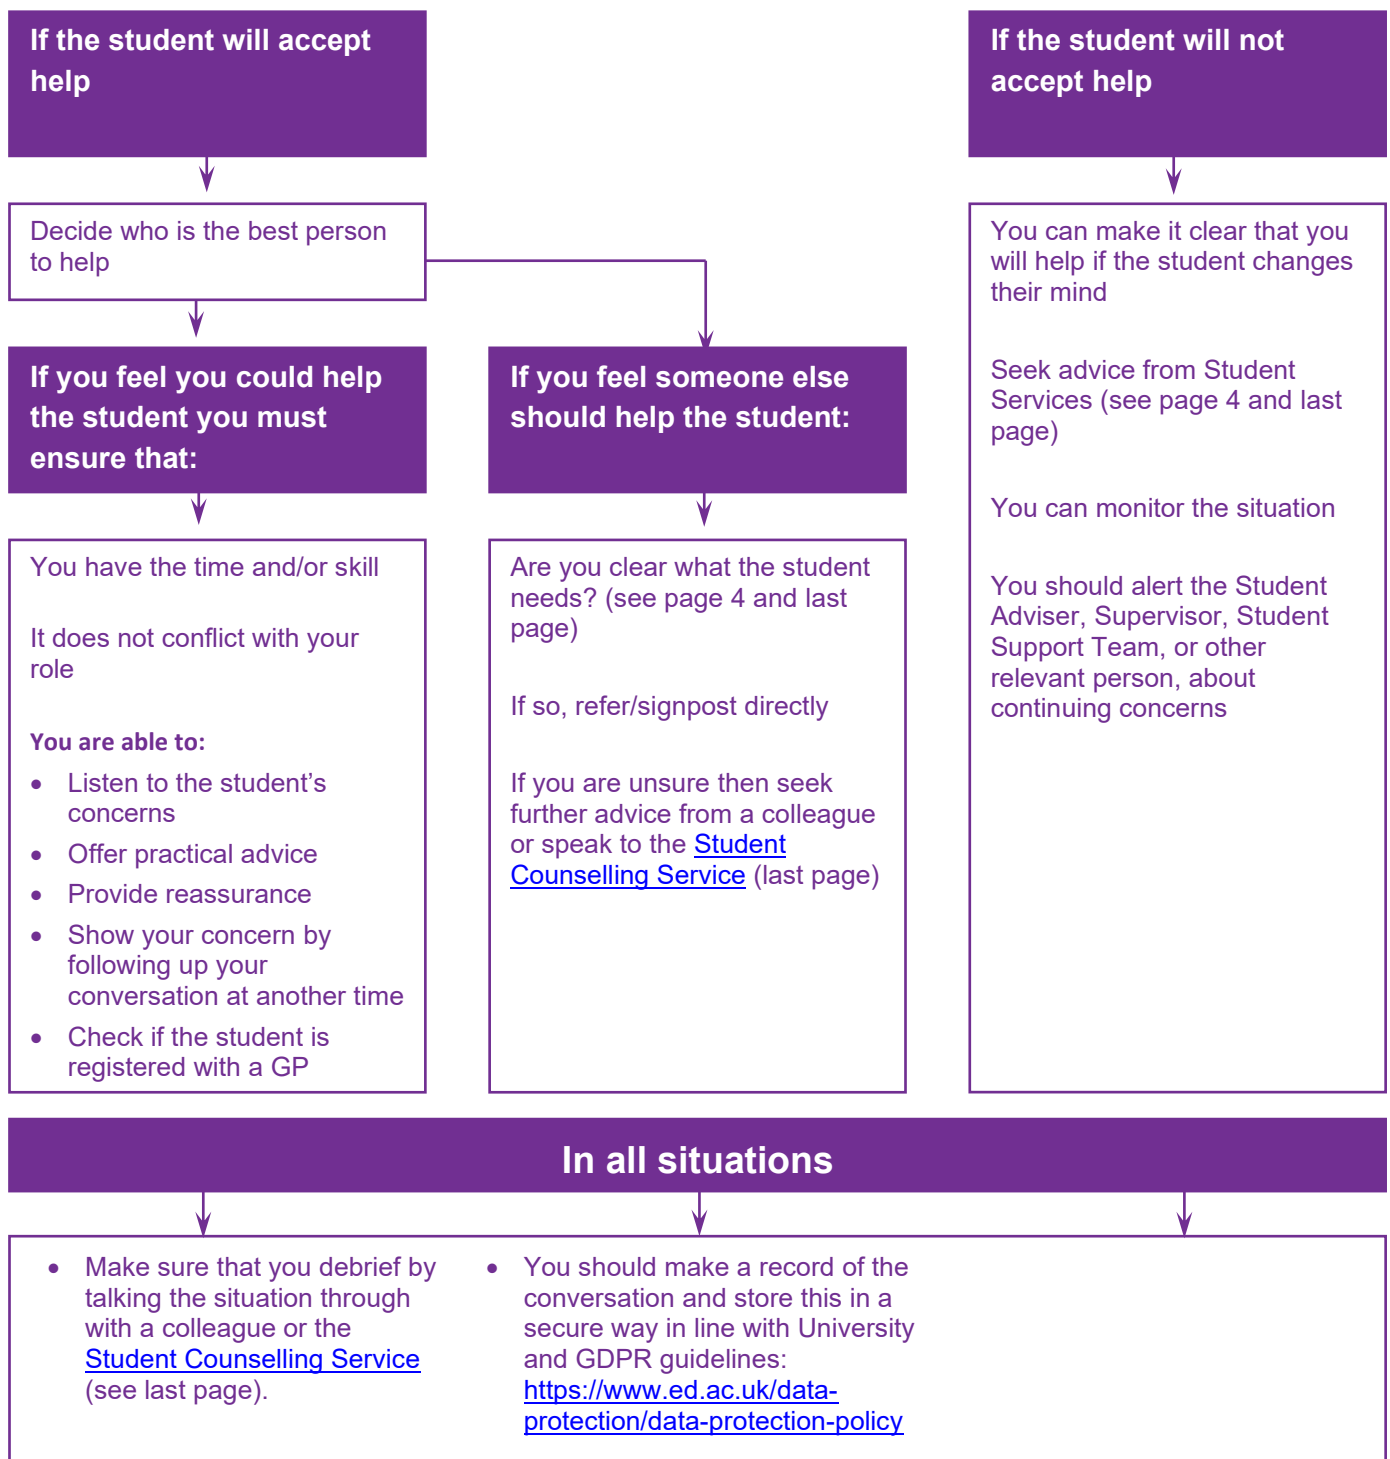 If the student will accept
help
Decide who is the best person
to help
If you feel you could help
the student you must
ensure that:
You have the time and/or skill
It does not conflict with your
role
You are able to:
• Listen to the student’s
concerns
• Offer practical advice
• Provide reassurance
• Show your concern by
following up your
conversation at another time
• Check if the student is
registered with a GP
If you feel someone else
should help the student:
Are you clear what the student
needs? (see page 4 and last
page)
If so, refer/signpost directly
If you are unsure then seek
further advice from a colleague
or speak to the Student
Counselling Service (last page)
If the student will not
accept help
You can make it clear that you
will help if the student changes
their mind
Seek advice from Student
Services (see page 4 and last
page)
You can monitor the situation
You should alert the Student
Adviser, Supervisor, Student
Support Team, or other
relevant person, about
continuing concerns
In all situations
• Make sure that you debrief by
talking the situation through
with a colleague or the
Student Counselling Service
(see last page).
• You should make a record of the
conversation and store this in a
secure way in line with University
and GDPR guidelines:
https://www.ed.ac.uk/data-
protection/data-protection-policy